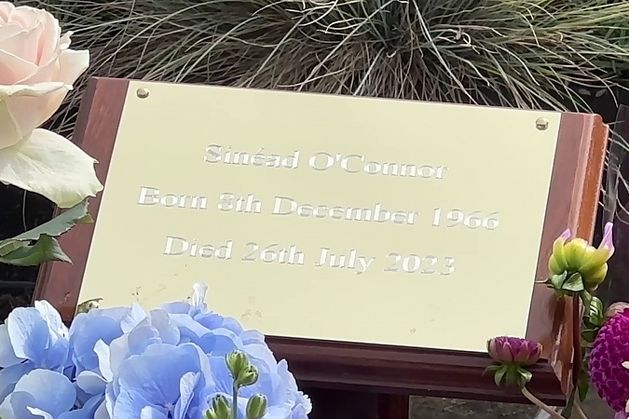 Sinéad O'Connor
Born 8th December 1966
Died 26th July 2023